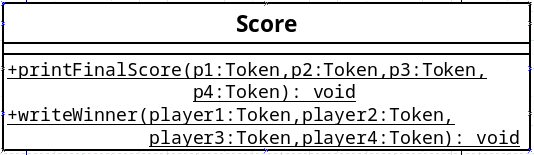 Score
+printFinalScore(p1:Token,p2:Token,p3:Token,
p4:Token): void
+writeWinner(player1:Token,player2:Token,
player3:Token,player4:Token): void